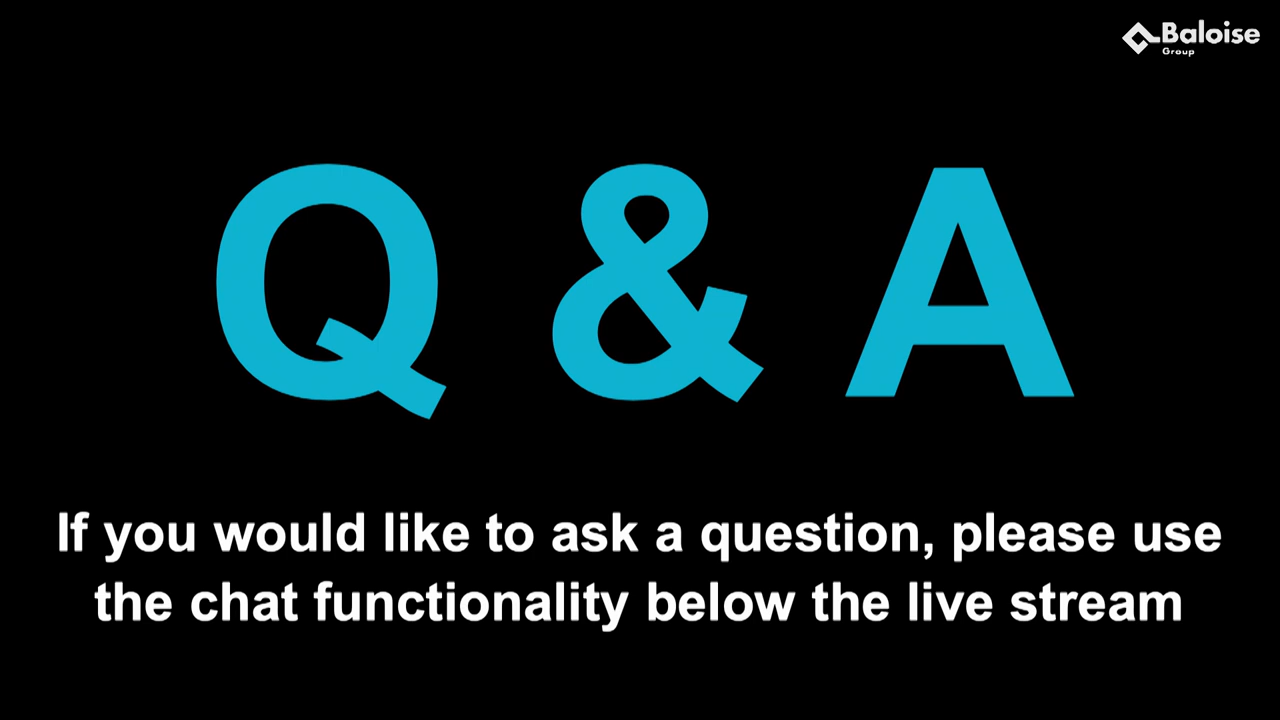 Baloise
Group
Q & A
If you would like to ask a question, please use
the chat functionality below the live stream